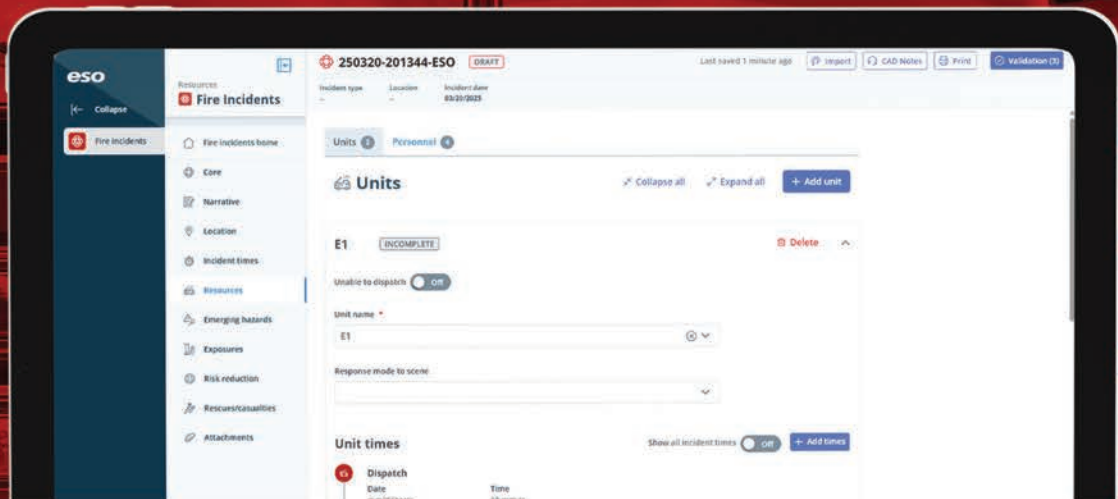 eso
Collapse
Fire Incidents
Resources
Fire Incidents
Fire incidents home
Core
Narrative
Location
Incident times
Resources
Emerging hazards
Exposures
Risk reduction
Rescues/casualties
Attachments
250320-201344-ESO DRAFT
Last saved 1 minute ago Import CAD Notes Print Validation (3)
Incident type Location Incident date
-- -- 03/20/2025
Units Personnel
Units
Collapse all Expand all + Add unit
E1 INCOMPLETE Delete
Unable to dispatch Off
Unit name *
E1
Response mode to scene
Unit times
Show all incident times Off + Add times
Dispatch
Date Time